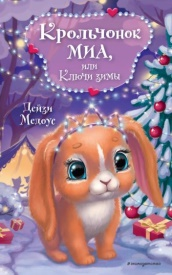 Крольчонок
Миа,
или
Ключи зимы
Дейзи
Медоус